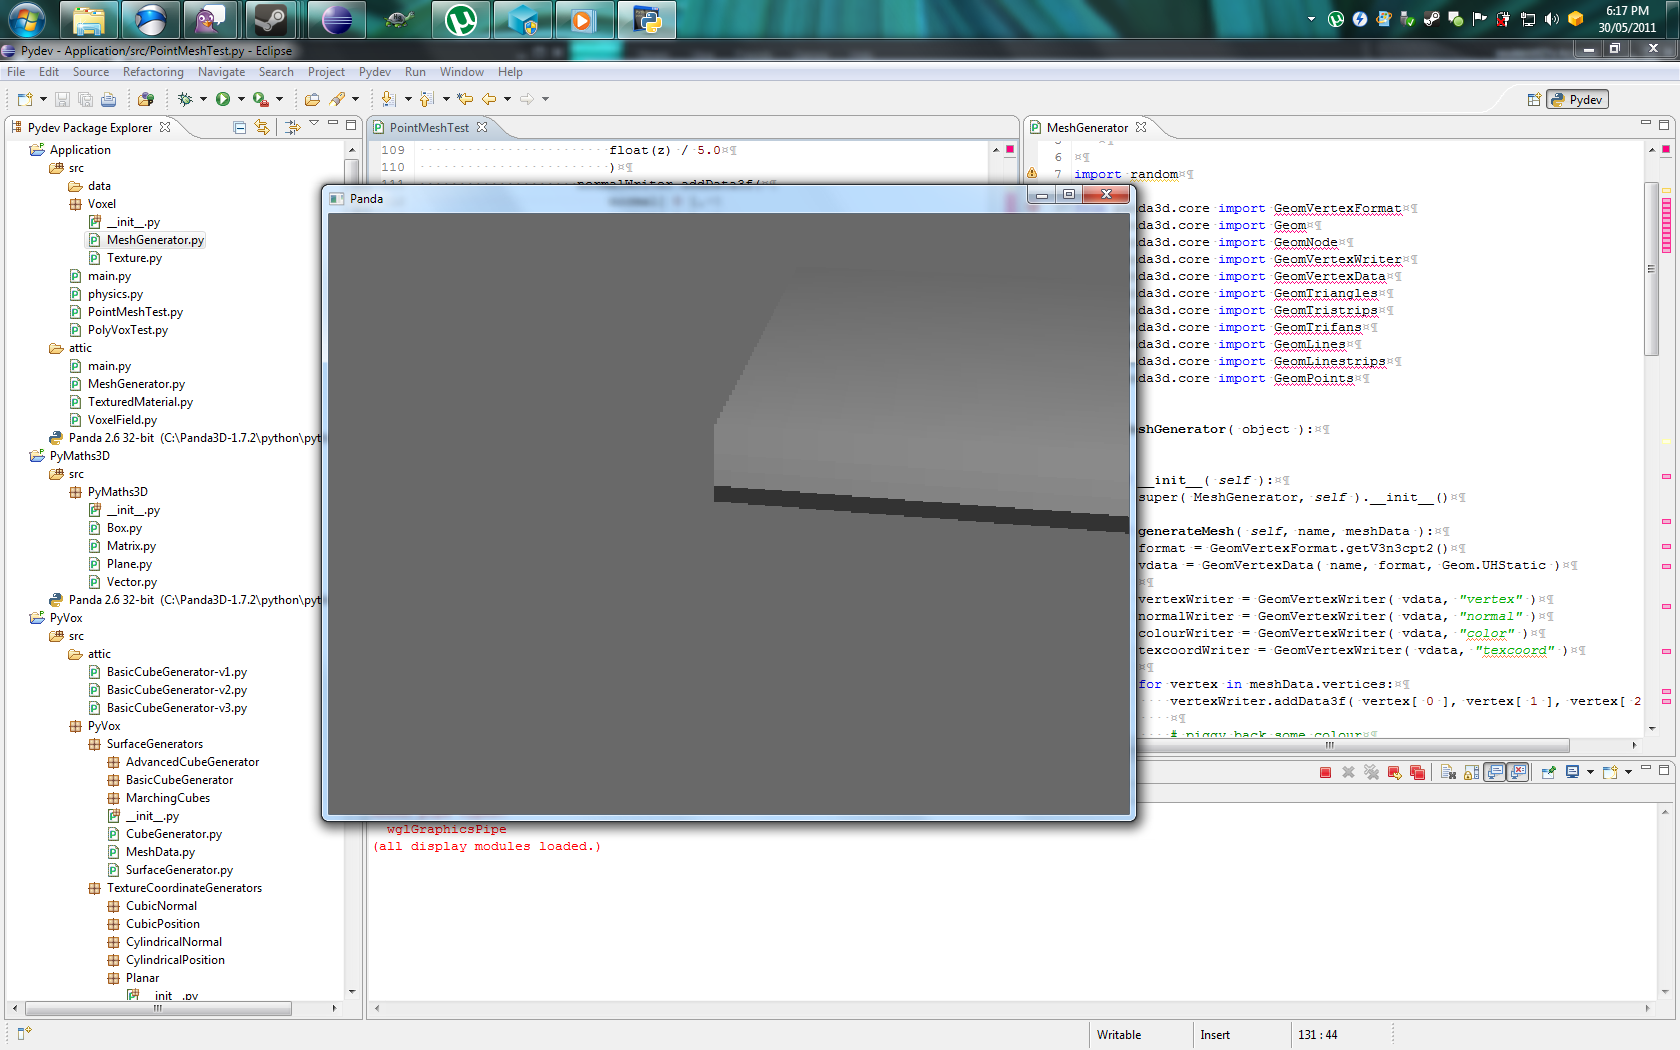 6:17 PM
30/05/2011
Pydev - Application/src/PointMeshTest.py - Eclipse
File Edit Source Refactoring Navigate Search Project Pydev Run Window Help
Pydev
Pydev Package Explorer
Application
src
data
Voxel
__init__.py
MeshGenerator.py
Texture.py
main.py
physics.py
PointMeshTest.py
PolyVoxTest.py
attic
main.py
MeshGenerator.py
TexturedMaterial.py
VoxelField.py
Panda 2.6 32-bit (C:\Panda3D-1.7.2\python\pyt
PyMaths3D
src
PyMaths3D
__init__.py
Box.py
Matrix.py
Plane.py
Vector.py
Panda 2.6 32-bit (C:\Panda3D-1.7.2\python\pyt
PyVox
src
attic
BasicCubeGenerator-v1.py
BasicCubeGenerator-v2.py
BasicCubeGenerator-v3.py
PyVox
SurfaceGenerators
AdvancedCubeGenerator
BasicCubeGenerator
MarchingCubes
__init__.py
CubeGenerator.py
MeshData.py
SurfaceGenerator.py
TextureCoordinateGenerators
CubicNormal
CubicPosition
CylindricalNormal
CylindricalPosition
Planar
__init__.py
PointMeshTest
109 float(z) / 5.0¤¶
110 )¤¶
111 normalWriter.addData3f(
Panda
MeshGenerator
6 ¤¶
7 import random¤¶
da3d.core import GeomVertexFormat¤¶
da3d.core import Geom¤¶
da3d.core import GeomNode¤¶
da3d.core import GeomVertexWriter¤¶
da3d.core import GeomVertexData¤¶
da3d.core import GeomTriangles¤¶
da3d.core import GeomTristrips¤¶
da3d.core import GeomTrifans¤¶
da3d.core import GeomLines¤¶
da3d.core import GeomLinestrips¤¶
da3d.core import GeomPoints¤¶
shGenerator( object ):¤¶
__init__( self ):¤¶
super( MeshGenerator, self ).__init__()¤¶
generateMesh( self, name, meshData ):¤¶
format = GeomVertexFormat.getV3n3cpt2()¤¶
vdata = GeomVertexData( name, format, Geom.UHStatic )¤¶
¤¶
vertexWriter = GeomVertexWriter( vdata, "vertex" )¤¶
normalWriter = GeomVertexWriter( vdata, "normal" )¤¶
colourWriter = GeomVertexWriter( vdata, "color" )¤¶
texcoordWriter = GeomVertexWriter( vdata, "texcoord" )¤¶
¤¶
for vertex in meshData.vertices:¤¶
vertexWriter.addData3f( vertex[ 0 ], vertex[ 1 ], vertex[ 2
¤¶
# piggy back some colour¤¶
wglGraphicsPipe
(all display modules loaded.)
Writable
Insert
131 : 44